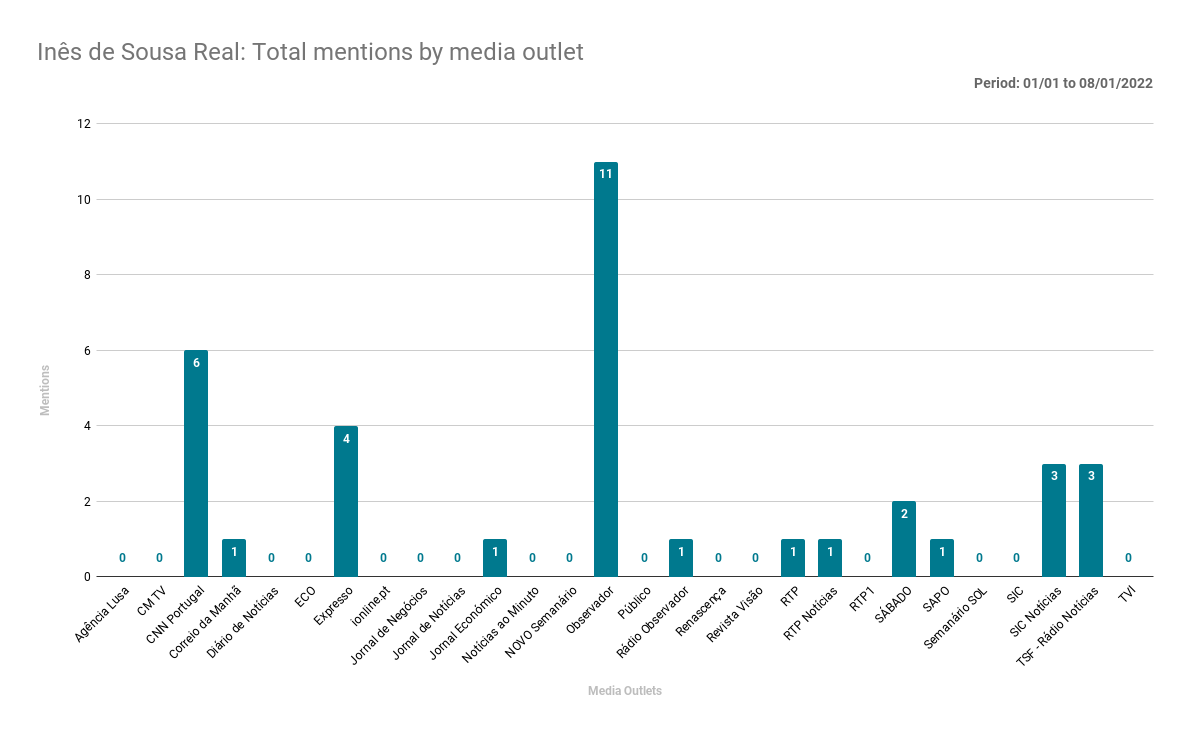 Inês de Sousa Real: Total mentions by media outlet
Period: 01/01 to 08/01/2022
12
10
8
6
4
2
0
Mentions
0
0
6
1
0
0
4
0
0
0
1
0
0
11
0
1
0
0
1
1
0
2
1
0
0
3
3
0
Agência Lusa
CM TV
CNN Portugal
Correio da Manhã
Diário de Notícias
ECO
Expresso
ionline.pt
Jornal de Negócios
Jornal de Notícias
Jornal Económico
Notícias ao Minuto
NOVO Semanário
Observador
Público
Rádio Observador
Renascença
Revista Visão
RTP
RTP Notícias
RTP1
SÁBADO
SAPO
Semanário SOL
SIC
SIC Notícias
TSF -Rádio Notícias
TVI
Media Outlets